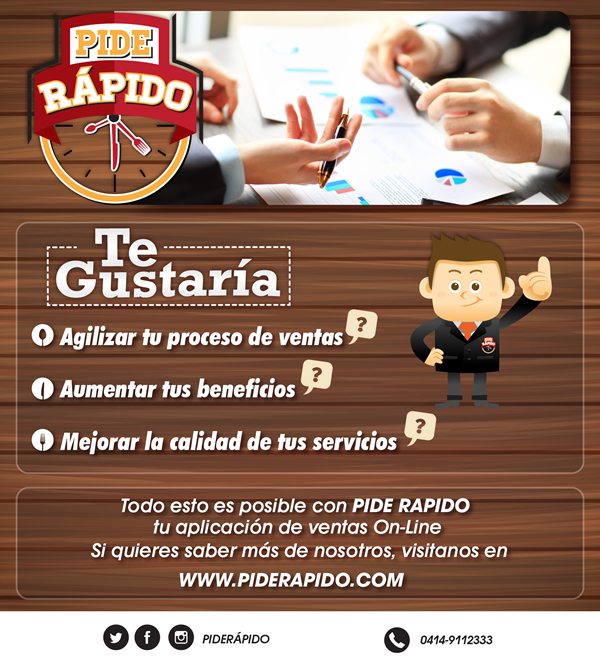 PIDE
RÁPIDO
Te
Gustaría
Agilizar tu proceso de ventas ?
Aumentar tus beneficios ?
Mejorar la calidad de tus servicios ?
Todo esto es posible con PIDE RAPIDO
tu aplicación de ventas On-Line
Si quieres saber más de nosotros, visitanos en
WWW.PIDERAPIDO.COM
PIDERÁPIDO
0414-9112333